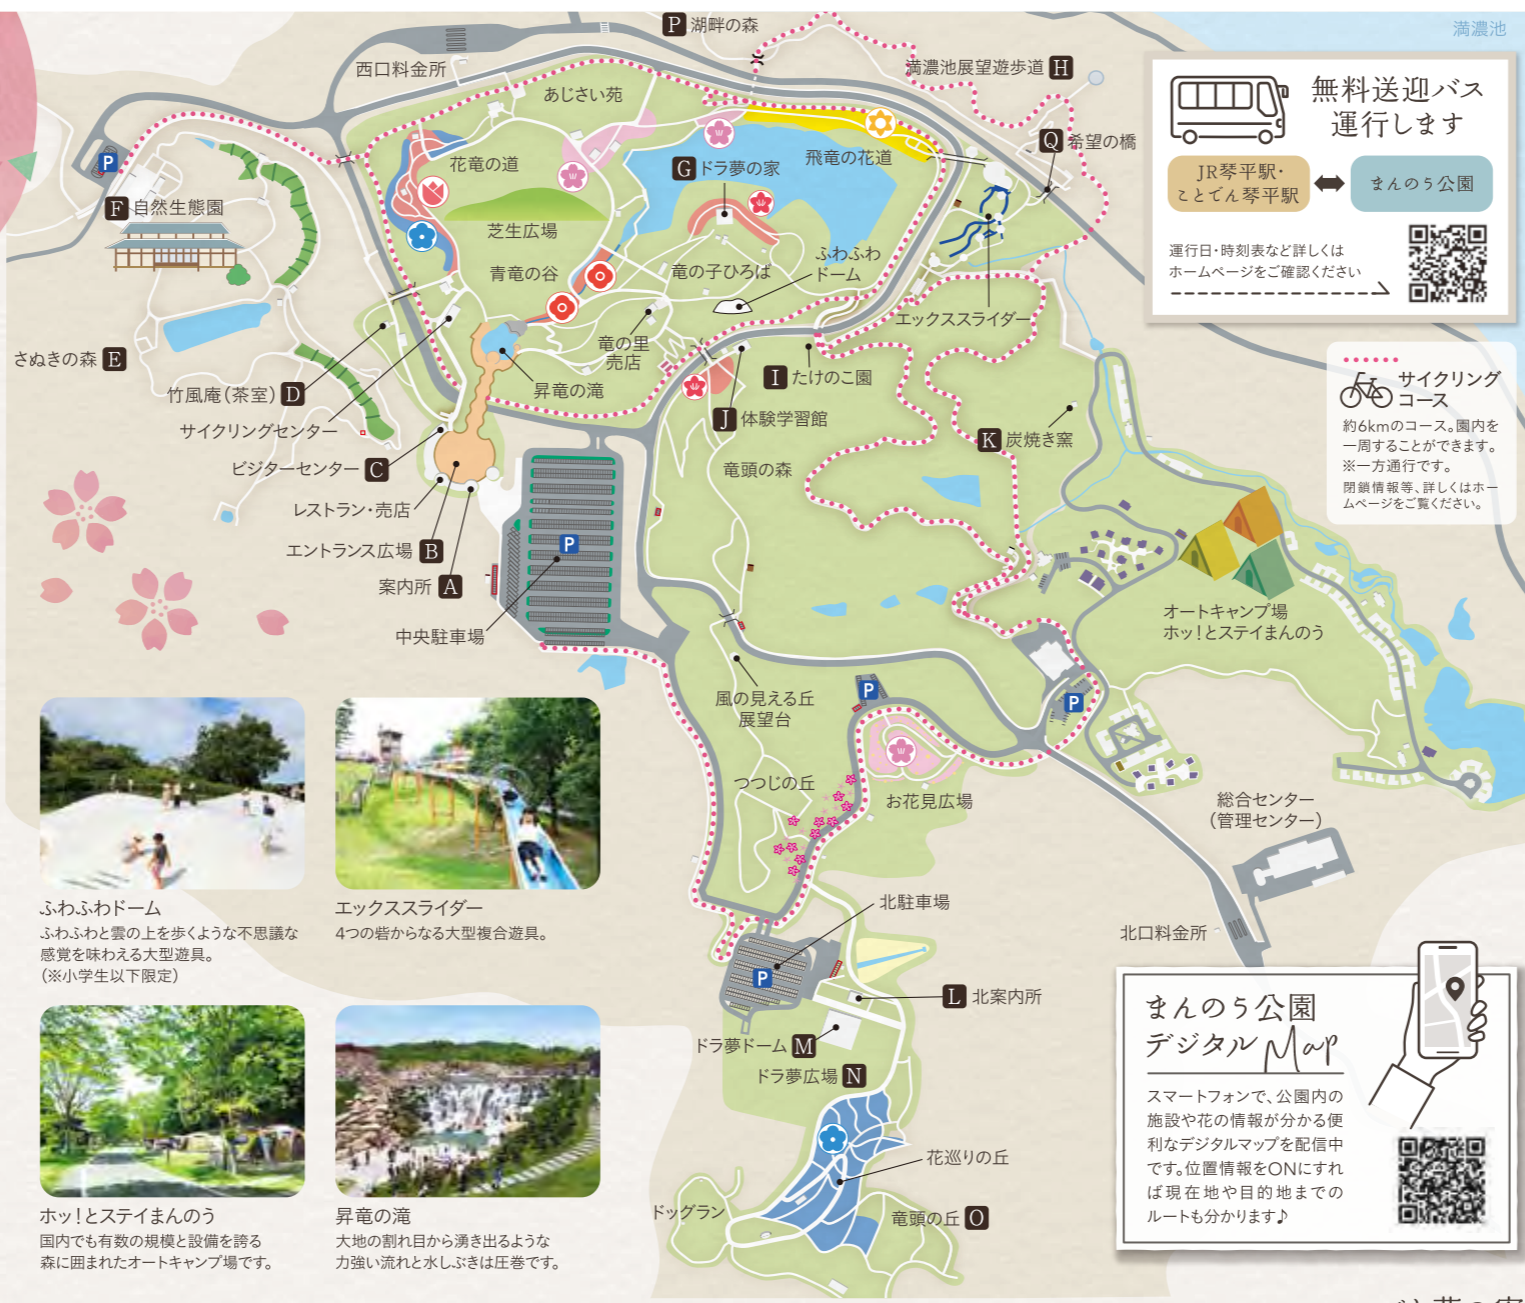 P 湖畔の森
満濃池
西口料金所
満濃池展望遊歩道 H
あじさい苑
無料送迎バス
運行します
JR琴平駅・
ことでん琴平駅
まんのう公園
運行日・時刻表など詳しくは
ホームページをご確認ください
Q 希望の橋
花竜の道
G ドラ夢の家
飛竜の花道
P
F 自然生態園
芝生広場
青竜の谷
竜の子ひろば
ふわふわ
ドーム
エックススライダー
竜の里
売店
さぬきの森 E
昇竜の滝
I たけのこ園
竹風庵(茶室) D
J 体験学習館
サイクリングセンター
K 炭焼き窯
サイクリング
コース
約6kmのコース。園内を
一周することができます。
※一方通行です。
閉鎖情報等、詳しくはホー
ムページをご覧ください。
ビジターセンター C
竜頭の森
レストラン・売店
エントランス広場 B
P
案内所 A
中央駐車場
オートキャンプ場
ホッ!とステイまんのう
風の見える丘
展望台
P
P
つつじの丘
お花見広場
総合センター
(管理センター)
北駐車場
北口料金所
P
L 北案内所
ドラ夢ドーム M
ドラ夢広場 N
花巡りの丘
ドッグラン
竜頭の丘 O
ふわふわドーム
ふわふわと雲の上を歩くような不思議な
感覚を味わえる大型遊具。
(※小学生以下限定)
エックススライダー
4つの砦からなる大型複合遊具。
ホッ!とステイまんのう
国内でも有数の規模と設備を誇る
森に囲まれたオートキャンプ場です。
昇竜の滝
大地の割れ目から湧き出るような
力強い流れと水しぶきは圧巻です。
まんのう公園
デジタルMap
スマートフォンで、公園内の
施設や花の情報が分かる便
利なデジタルマップを配信中
です。位置情報をONにすれ
ば現在地や目的地までの
ルートも分かります♪